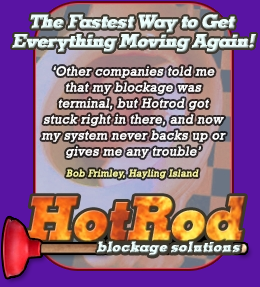 The Fastest Way to Get
Everything Moving Again!
'Other companies told me
that my blockage was
terminal, but Hotrod got
stuck right in there, and now
my system never backs up or
gives me any trouble'
Bob Frimley, Hayling Island
HotRod
blockage solutions